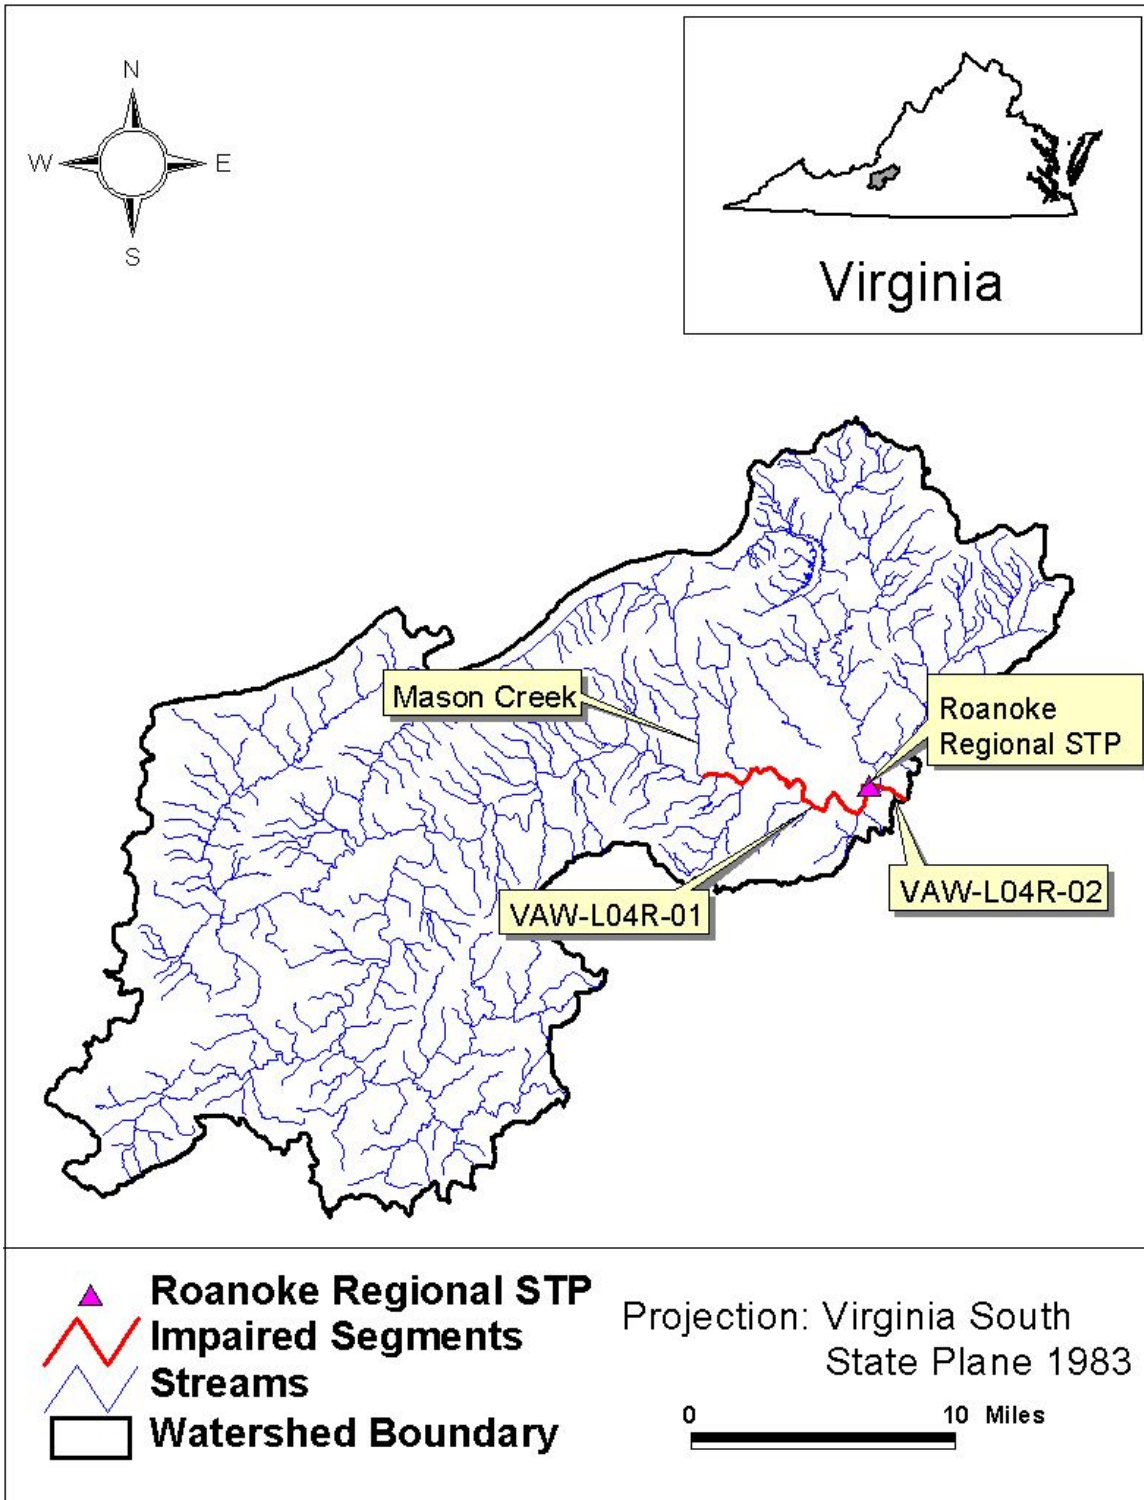 N
W
E
S
Virginia
Mason Creek
Roanoke
Regional STP
VAW-L04R-01
VAW-L04R-02
Roanoke Regional STP
Impaired Segments
Streams
Watershed Boundary
Projection: Virginia South
State Plane 1983
0
10 Miles